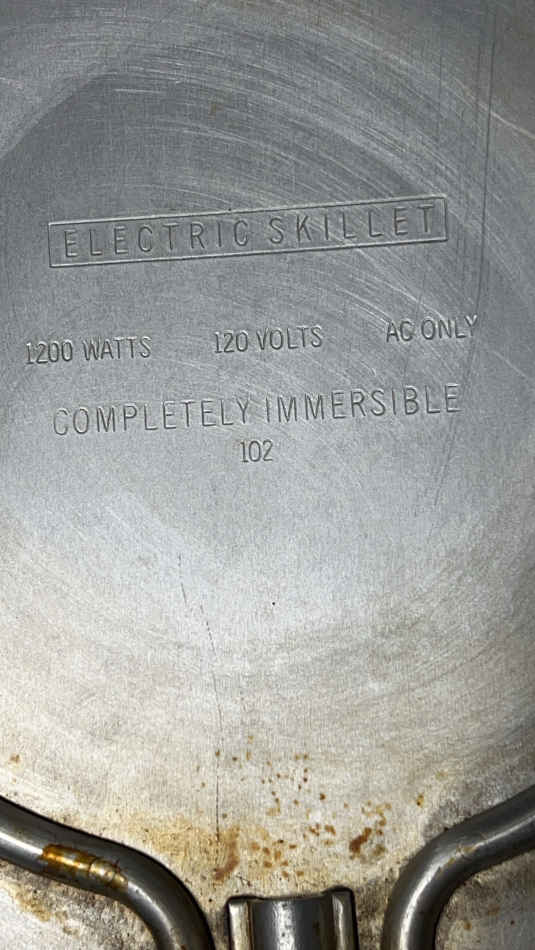 ELECTRIC SKILLET
1200 WATTS 120 VOLTS AC ONLY
COMPLETELY IMMERSIBLE
102